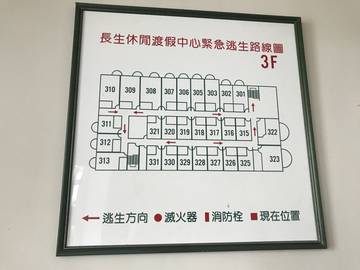 長生休閒渡假中心緊急逃生路線圖
3F
310 309 308 307 306 305 303 302 301
311 321 320 319 318 317 316 315 322
312
313 331 330 329 328 327 326 325 323
逃生方向 滅火器 消防栓 現在位置